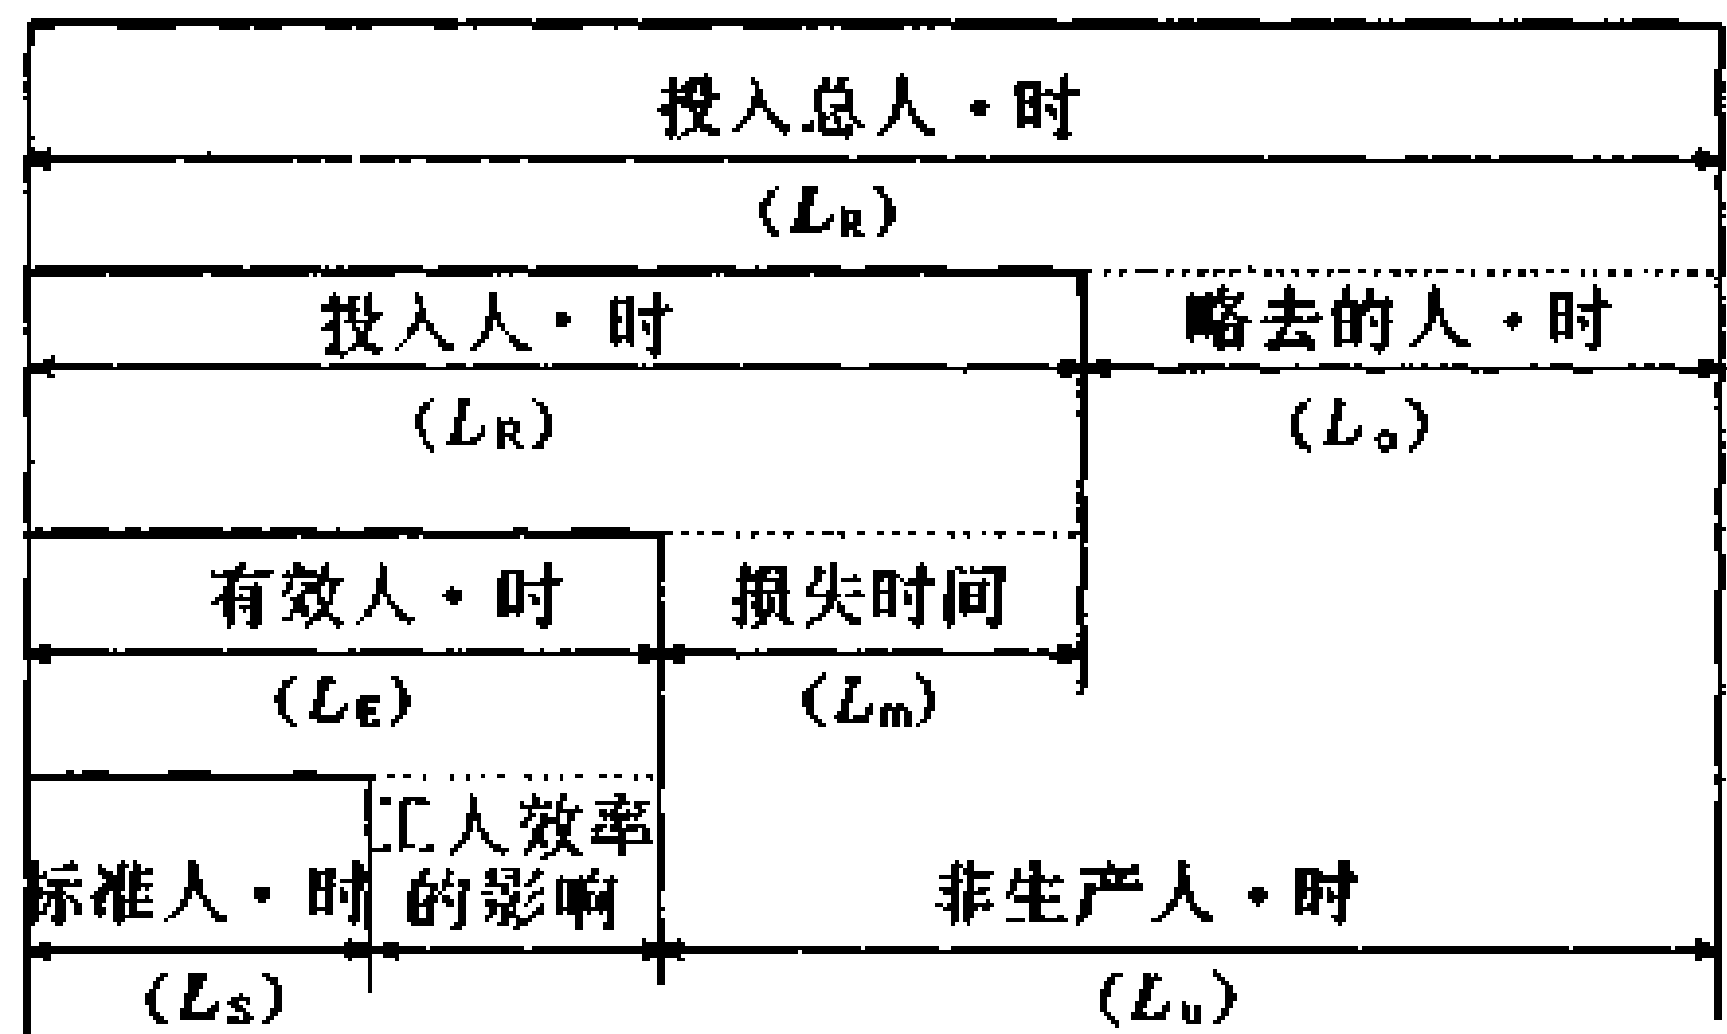 投入总人·时
(L_R)
投入人·时 略去的人·时
(L_R) (L_o)
有效人·时 损失时间
(L_E) (L_m)
工人效率
标准人·时 的影响 非生产人·时
(L_S) (L_u)